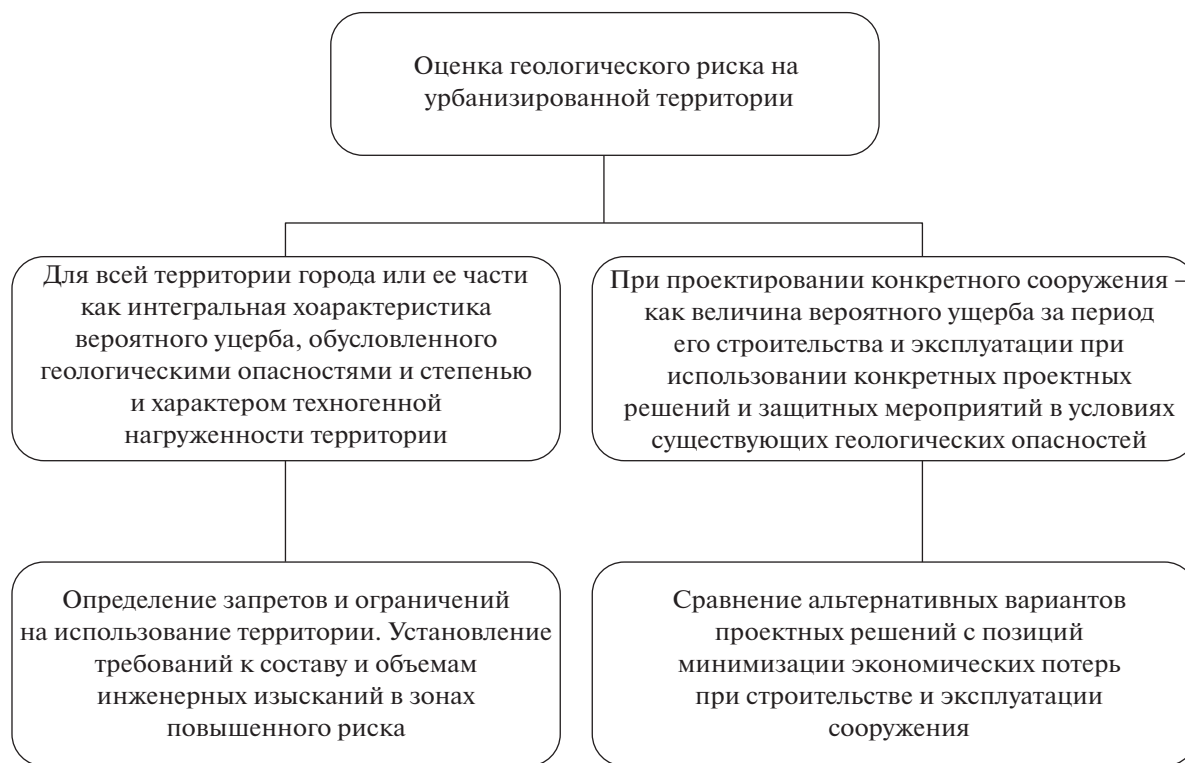 Оценка геологического риска на
урбанизированной территории
Для всей территории города или ее части
как интегральная хоарактеристика
вероятного уцерба, обусловленного
геологическими опасностями и степенью
и характером техногенной
нагруженности территории
При проектировании конкретного сооружения –
как величина вероятного ущерба за период
его строительства и эксплуатации при
использовании конкретных проектных
решений и защитных мероприятий в условиях
существующих геологических опасностей
Определение запретов и ограничений
на использование территории. Установление
требований к составу и объемам
инженерных изысканий в зонах
повышенного риска
Сравнение альтернативных вариантов
проектных решений с позиций
минимизации экономических потерь
при строительстве и эксплуатации
сооружения